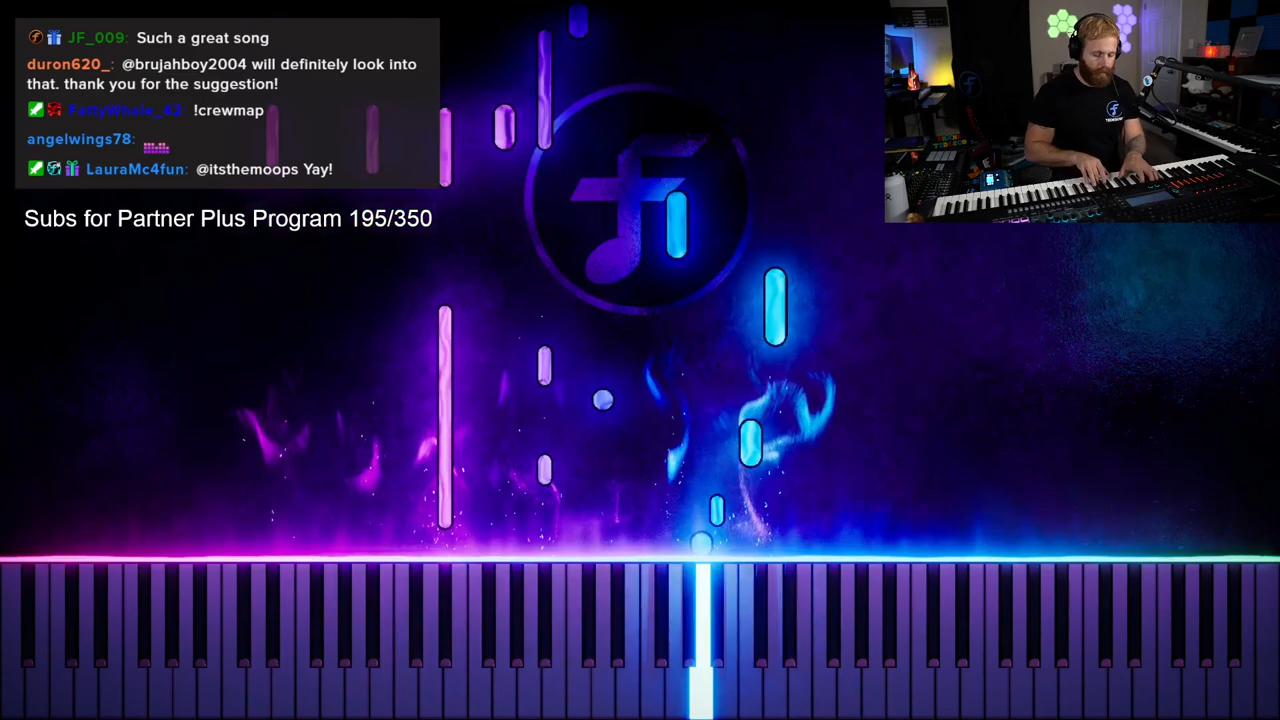 JF_009: Such a great song
duron620_: @brujahboy2004 will definitely look into
that. thank you for the suggestion!
FattyWhale_42: !crewmap
angelwings78:
LauraMc4fun: @itsthemoops Yay!
Subs for Partner Plus Program 195/350